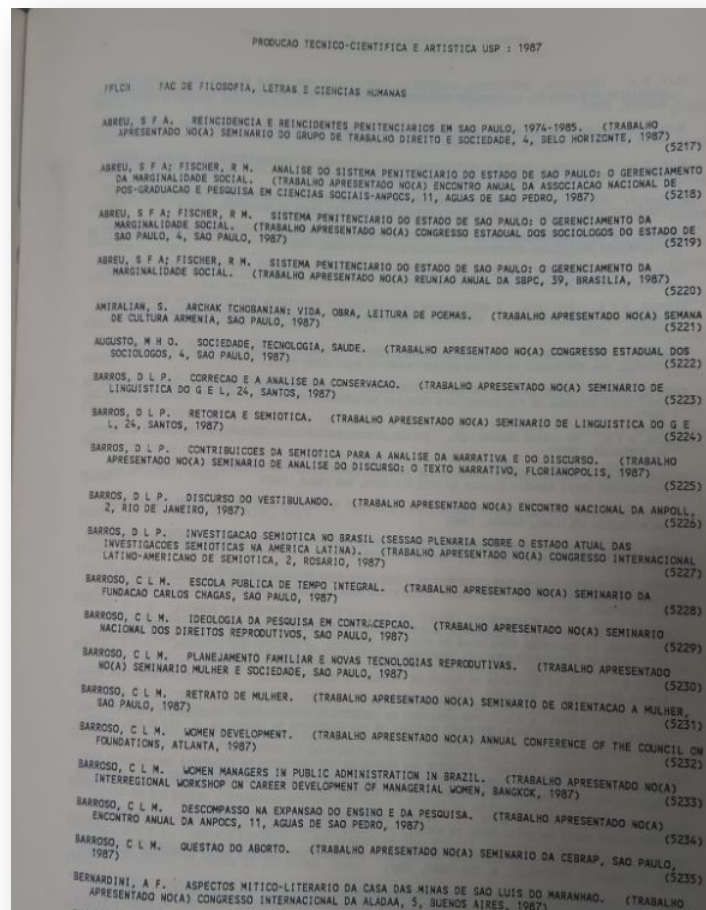 PRODUCAO TECNICO-CIENTIFICA E ARTISTICA USP : 1987
FFLCH FAC DE FILOSOFIA, LETRAS E CIENCIAS HUMANAS
ABREU, S F A. REINCIDENCIA E REINCIDENTES PENITENCIARIOS EM SAO PAULO, 1974-1985. (TRABALHO
APRESENTADO NO(A) SEMINARIO DO GRUPO DE TRABALHO DIREITO E SOCIEDADE, 4, BELO HORIZONTE, 1987)
(5217)
ABREU, S F A; FISCHER, R M. ANALISE DO SISTEMA PENITENCIARIO DO ESTADO DE SAO PAULO: O GERENCIAMENTO
DA MARGINALIDADE SOCIAL. (TRABALHO APRESENTADO NO(A) ENCONTRO ANUAL DA ASSOCIACAO NACIONAL DE
POS-GRADUACAO E PESQUISA EM CIENCIAS SOCIAIS-ANPOCS, 11, AGUAS DE SAO PEDRO, 1987) (5218)
ABREU, S F A; FISCHER, R M. SISTEMA PENITENCIARIO DO ESTADO DE SAO PAULO: O GERENCIAMENTO DA
MARGINALIDADE SOCIAL. (TRABALHO APRESENTADO NO(A) CONGRESSO ESTADUAL DOS SOCIOLOGOS DO ESTADO DE
SAO PAULO, 4, SAO PAULO, 1987) (5219)
ABREU, S F A; FISCHER, R M. SISTEMA PENITENCIARIO DO ESTADO DE SAO PAULO: O GERENCIAMENTO DA
MARGINALIDADE SOCIAL. (TRABALHO APRESENTADO NO(A) REUNIAO ANUAL DA SBPC, 39, BRASILIA, 1987)
(5220)
AMIRALIAN, S. ARCHAK TCHOBANIAN: VIDA, OBRA, LEITURA DE POEMAS. (TRABALHO APRESENTADO NO(A) SEMANA
DE CULTURA ARMENIA, SAO PAULO, 1987) (5221)
AUGUSTO, M H O. SOCIEDADE, TECNOLOGIA, SAUDE. (TRABALHO APRESENTADO NO(A) CONGRESSO ESTADUAL DOS
SOCIOLOGOS, 4, SAO PAULO, 1987) (5222)
BARROS, D L P. CORRECAO E A ANALISE DA CONSERVACAO. (TRABALHO APRESENTADO NO(A) SEMINARIO DE
LINGUISTICA DO G E L, 24, SANTOS, 1987) (5223)
BARROS, D L P. RETORICA E SEMIOTICA. (TRABALHO APRESENTADO NO(A) SEMINARIO DE LINGUISTICA DO G E
L, 24, SANTOS, 1987) (5224)
BARROS, D L P. CONTRIBUICOES DA SEMIOTICA PARA A ANALISE DA NARRATIVA E DO DISCURSO. (TRABALHO
APRESENTADO NO(A) SEMINARIO DE ANALISE DO DISCURSO: O TEXTO NARRATIVO, FLORIANOPOLIS, 1987)
(5225)
BARROS, D L P. DISCURSO DO VESTIBULANDO. (TRABALHO APRESENTADO NO(A) ENCONTRO NACIONAL DA ANPOLL,
2, RIO DE JANEIRO, 1987) (5226)
BARROS, D L P. INVESTIGACAO SEMIOTICA NO BRASIL (SESSAO PLENARIA SOBRE O ESTADO ATUAL DAS
INVESTIGACOES SEMIOTICAS NA AMERICA LATINA). (TRABALHO APRESENTADO NO(A) CONGRESSO INTERNACIONAL
LATINO-AMERICANO DE SEMIOTICA, 2, ROSARIO, 1987) (5227)
BARROSO, C L M. ESCOLA PUBLICA DE TEMPO INTEGRAL. (TRABALHO APRESENTADO NO(A) SEMINARIO DA
FUNDACAO CARLOS CHAGAS, SAO PAULO, 1987) (5228)
BARROSO, C L M. IDEOLOGIA DA PESQUISA EM CONTRACEPCAO. (TRABALHO APRESENTADO NO(A) SEMINARIO
NACIONAL DOS DIREITOS REPRODUTIVOS, SAO PAULO, 1987) (5229)
BARROSO, C L M. PLANEJAMENTO FAMILIAR E NOVAS TECNOLOGIAS REPRODUTIVAS. (TRABALHO APRESENTADO
NO(A) SEMINARIO MULHER E SOCIEDADE, SAO PAULO, 1987) (5230)
BARROSO, C L M. RETRATO DE MULHER. (TRABALHO APRESENTADO NO(A) SEMINARIO DE ORIENTACAO A MULHER,
SAO PAULO, 1987) (5231)
BARROSO, C L M. WOMEN DEVELOPMENT. (TRABALHO APRESENTADO NO(A) ANNUAL CONFERENCE OF THE COUNCIL ON
FOUNDATIONS, ATLANTA, 1987) (5232)
BARROSO, C L M. WOMEN MANAGERS IN PUBLIC ADMINISTRATION IN BRAZIL. (TRABALHO APRESENTADO NO(A)
INTERREGIONAL WORKSHOP ON CAREER DEVELOPMENT OF MANAGERIAL WOMEN, BANGKOK, 1987) (5233)
BARROSO, C L M. DESCOMPASSO NA EXPANSAO DO ENSINO E DA PESQUISA. (TRABALHO APRESENTADO NO(A)
ENCONTRO ANUAL DA ANPOCS, 11, AGUAS DE SAO PEDRO, 1987) (5234)
BARROSO, C L M. QUESTAO DO ABORTO. (TRABALHO APRESENTADO NO(A) SEMINARIO DA CEBRAP, SAO PAULO,
1987) (5235)
BERNARDINI, A F. ASPECTOS MITICO-LITERARIO DA CASA DAS MINAS DE SAO LUIS DO MARANHAO. (TRABALHO
APRESENTADO NO(A) CONGRESSO INTERNACIONAL DA ALADAA, 5, BUENOS AIRES, 1987)